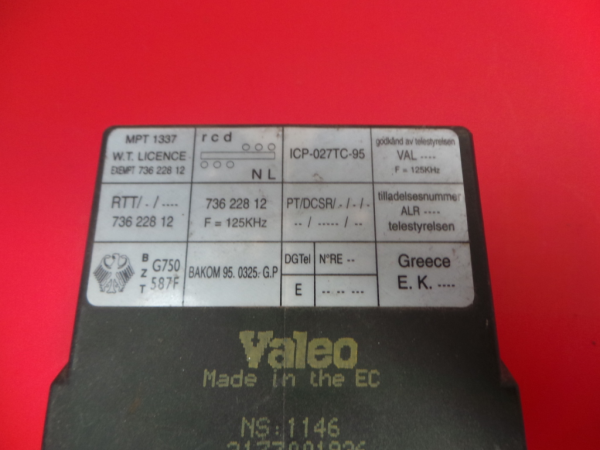 MPT 1337
W.T. LICENCE
EXEMPT 736 228 12
r c d
N L
ICP-027TC-95
godkänd av telestyrelsen
VAL ----
F = 125KHz
RTT/-/----
736 228 12
736 228 12
F = 125KHz
PT/DCSR/-/-/-
--/-----/--
tilladelsesnummer
ALR ----
telestyrelsen
B
Z
T
G750
587F
BAKOM 95. 0325. G.P
DGTel
N°RE --
E
-- -- ---
Greece
E. K. ----
Valeo
Made in the EC
NS:1146